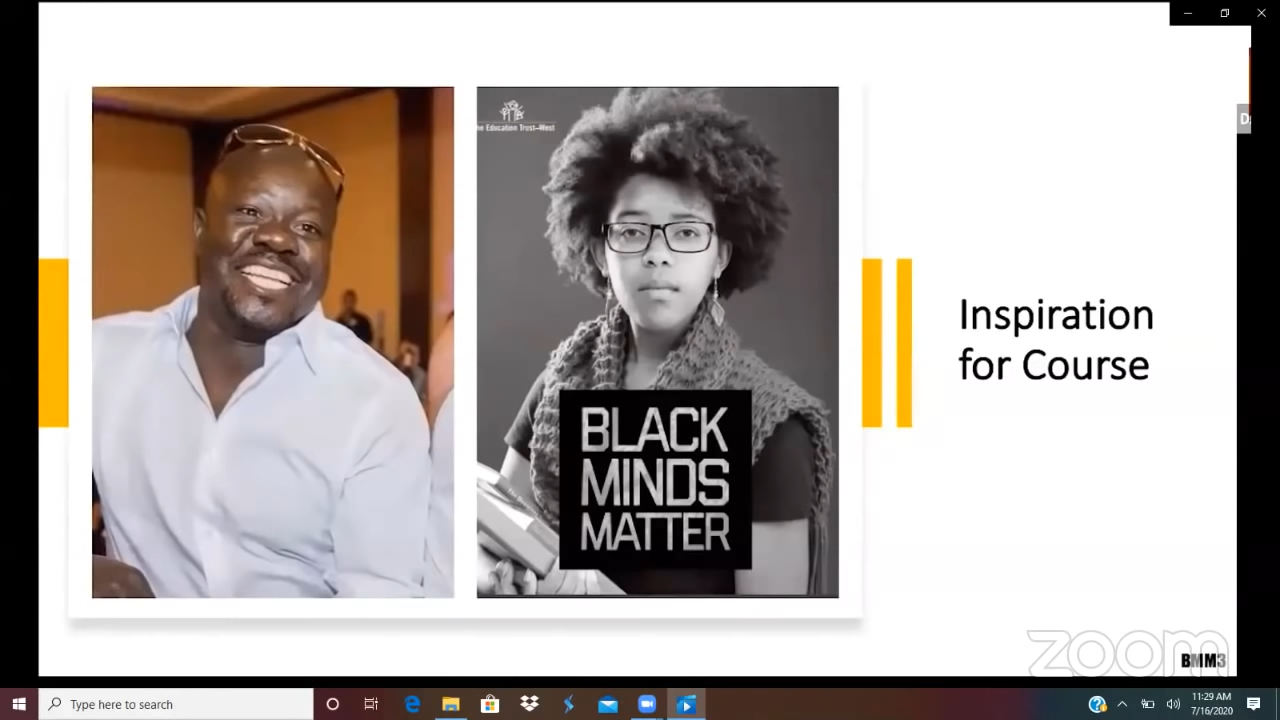 he Education Trust–West
BLACK
MINDS
MATTER
Inspiration
for Course
D
zoom
BMM3
Type here to search
11:29 AM
7/16/2020